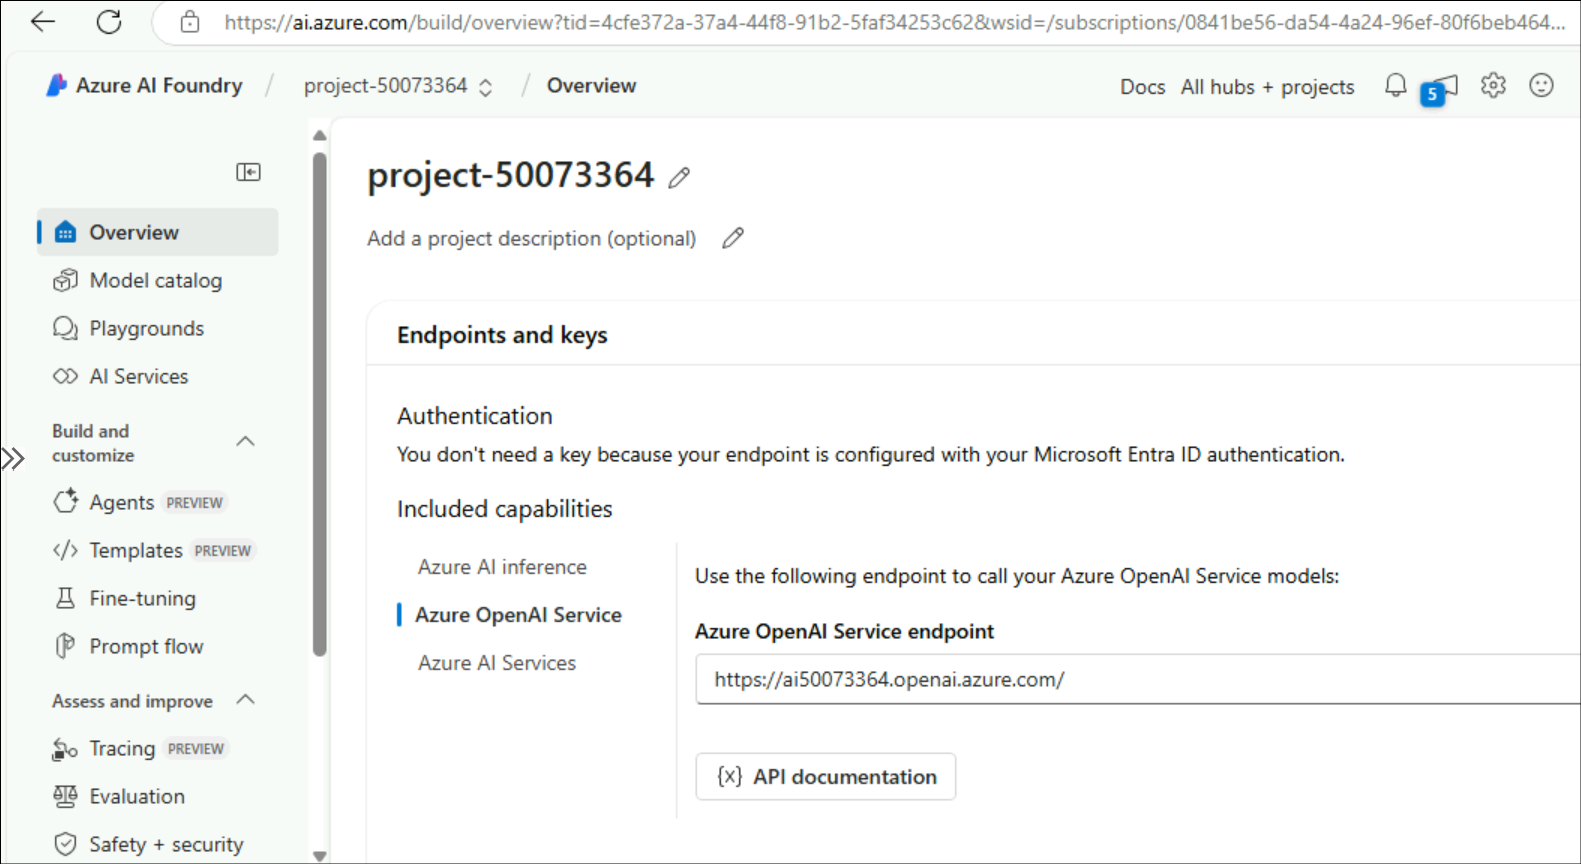 https://ai.azure.com/build/overview?tid=4cfe372a-37a4-44f8-91b2-5faf34253c62&wsid=/subscriptions/0841be56-da54-4a24-96ef-80f6beb464...
Azure AI Foundry / project-50073364 / Overview
Docs All hubs + projects 5
project-50073364
Add a project description (optional)
Overview
Model catalog
Playgrounds
AI Services
Build and
customize
Agents PREVIEW
Templates PREVIEW
Fine-tuning
Prompt flow
Assess and improve
Tracing PREVIEW
Evaluation
Safety + security
Endpoints and keys
Authentication
You don't need a key because your endpoint is configured with your Microsoft Entra ID authentication.
Included capabilities
Azure AI inference
Azure OpenAI Service
Azure AI Services
Use the following endpoint to call your Azure OpenAI Service models:
Azure OpenAI Service endpoint
https://ai50073364.openai.azure.com/
{x} API documentation